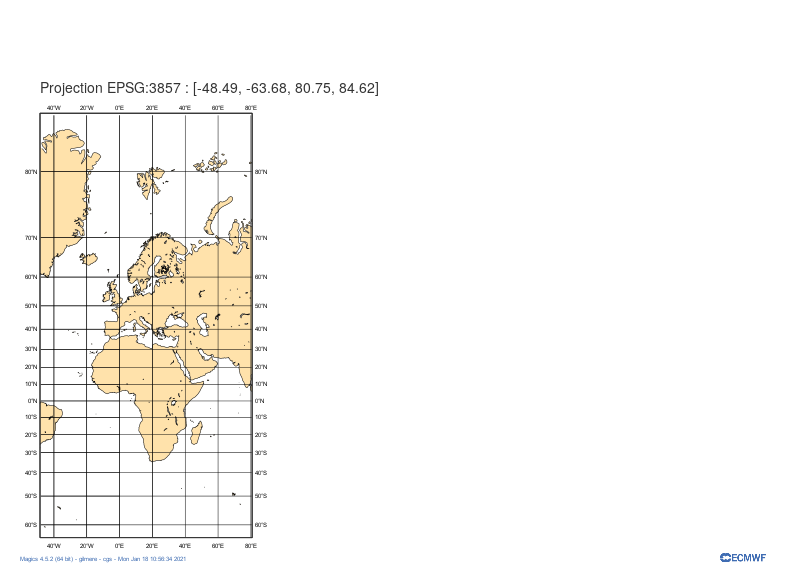 Projection EPSG:3857 : [-48.49, -63.68, 80.75, 84.62]
40°W 20°W 0°E 20°E 40°E 60°E 80°E
80°N 80°N
70°N 70°N
60°N 60°N
50°N 50°N
40°N 40°N
30°N 30°N
20°N 20°N
10°N 10°N
0°N 0°N
10°S 10°S
20°S 20°S
30°S 30°S
40°S 40°S
50°S 50°S
60°S 60°S
40°W 20°W 0°E 20°E 40°E 60°E 80°E
Magics 4.5.2 (64 bit) - gilmere - cgs - Mon Jan 18 10:56:34 2021
ECMWF